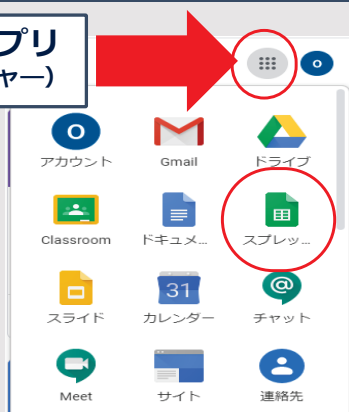 プリ
ャー）
O
O
アカウント
Gmail
ドライブ
Classroom
ドキュメ...
スプレッ...
スライド
31
カレンダー
@
チャット
Meet
サイト
連絡先